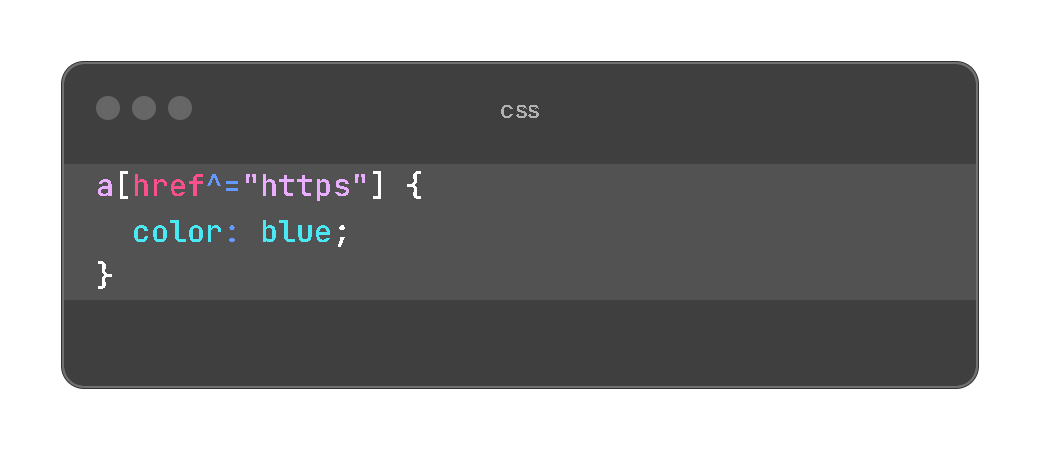 css
a[href^="https"] {
  color: blue;
}